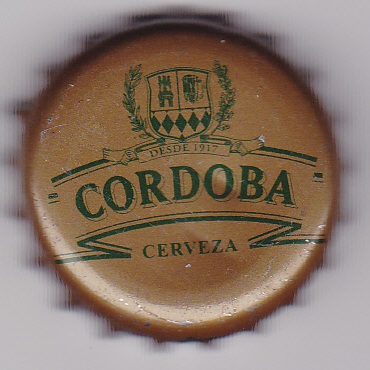 DESDE 1917
"CORDOBA"
CERVEZA